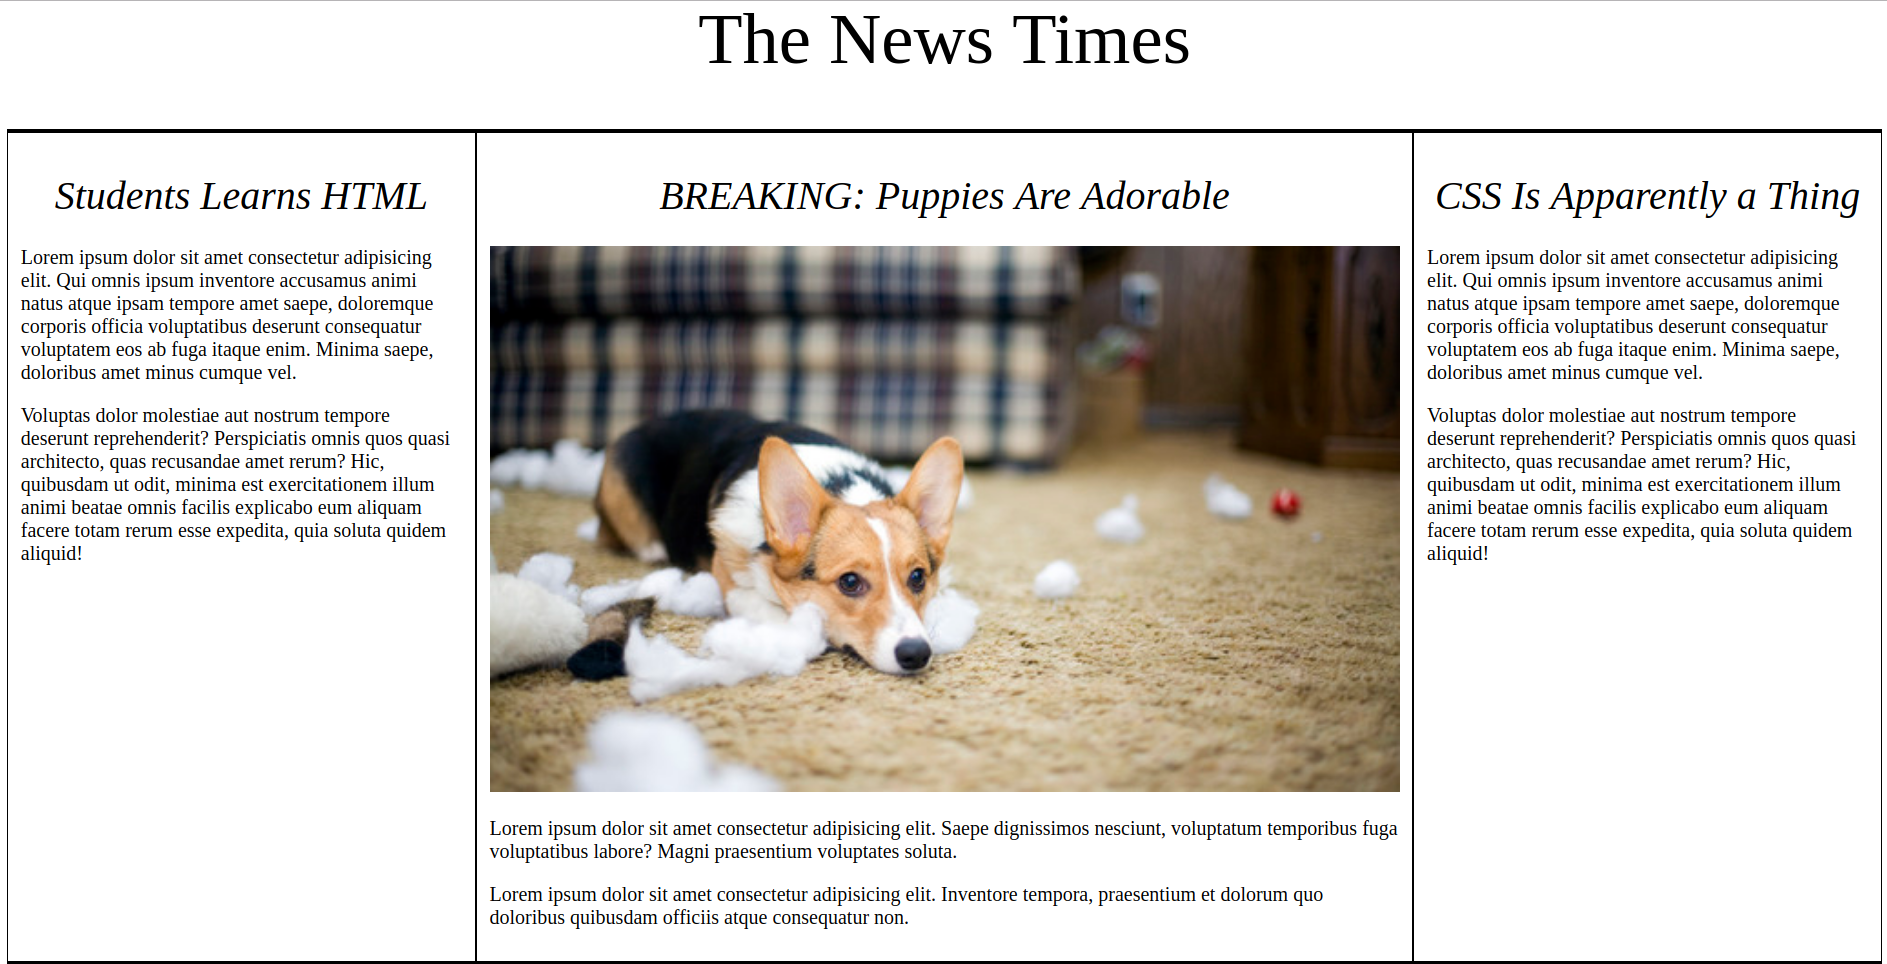 The News Times
Students Learns HTML
Lorem ipsum dolor sit amet consectetur adipisicing
elit. Qui omnis ipsum inventore accusamus animi
natus atque ipsam tempore amet saepe, doloremque
corporis officia voluptatibus deserunt consequatur
voluptatem eos ab fuga itaque enim. Minima saepe,
doloribus amet minus cumque vel.
Voluptas dolor molestiae aut nostrum tempore
deserunt reprehenderit? Perspiciatis omnis quos quasi
architecto, quas recusandae amet rerum? Hic,
quibusdam ut odit, minima est exercitationem illum
animi beatae omnis facilis explicabo eum aliquam
facere totam rerum esse expedita, quia soluta quidem
aliquid!
BREAKING: Puppies Are Adorable
Lorem ipsum dolor sit amet consectetur adipisicing elit. Saepe dignissimos nesciunt, voluptatum temporibus fuga
voluptatibus labore? Magni praesentium voluptates soluta.
Lorem ipsum dolor sit amet consectetur adipisicing elit. Inventore tempora, praesentium et dolorum quo
doloribus quibusdam officiis atque consequatur non.
CSS Is Apparently a Thing
Lorem ipsum dolor sit amet consectetur adipisicing
elit. Qui omnis ipsum inventore accusamus animi
natus atque ipsam tempore amet saepe, doloremque
corporis officia voluptatibus deserunt consequatur
voluptatem eos ab fuga itaque enim. Minima saepe,
doloribus amet minus cumque vel.
Voluptas dolor molestiae aut nostrum tempore
deserunt reprehenderit? Perspiciatis omnis quos quasi
architecto, quas recusandae amet rerum? Hic,
quibusdam ut odit, minima est exercitationem illum
animi beatae omnis facilis explicabo eum aliquam
facere totam rerum esse expedita, quia soluta quidem
aliquid!